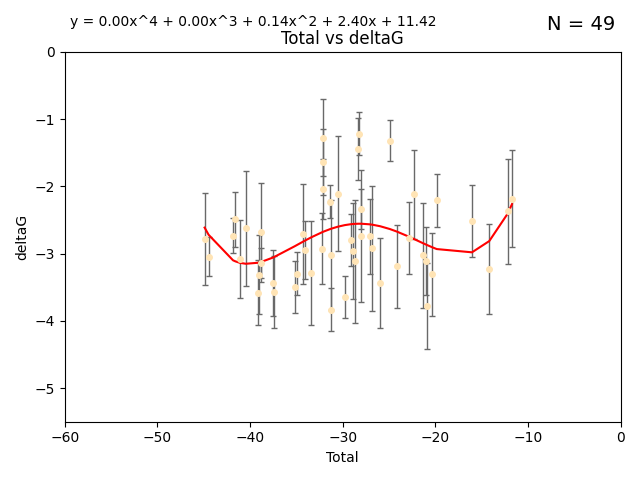 y = 0.00x^4 + 0.00x^3 + 0.14x^2 + 2.40x + 11.42
N = 49
Total vs deltaG
0
−1
−2
−3
−4
−5
deltaG
−60 −50 −40 −30 −20 −10 0
Total